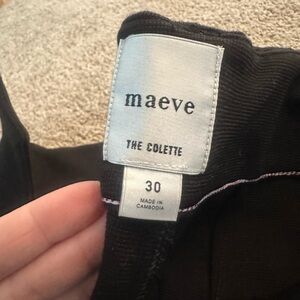 maeve
THE COLETTE
30
MADE IN
CAMBODIA